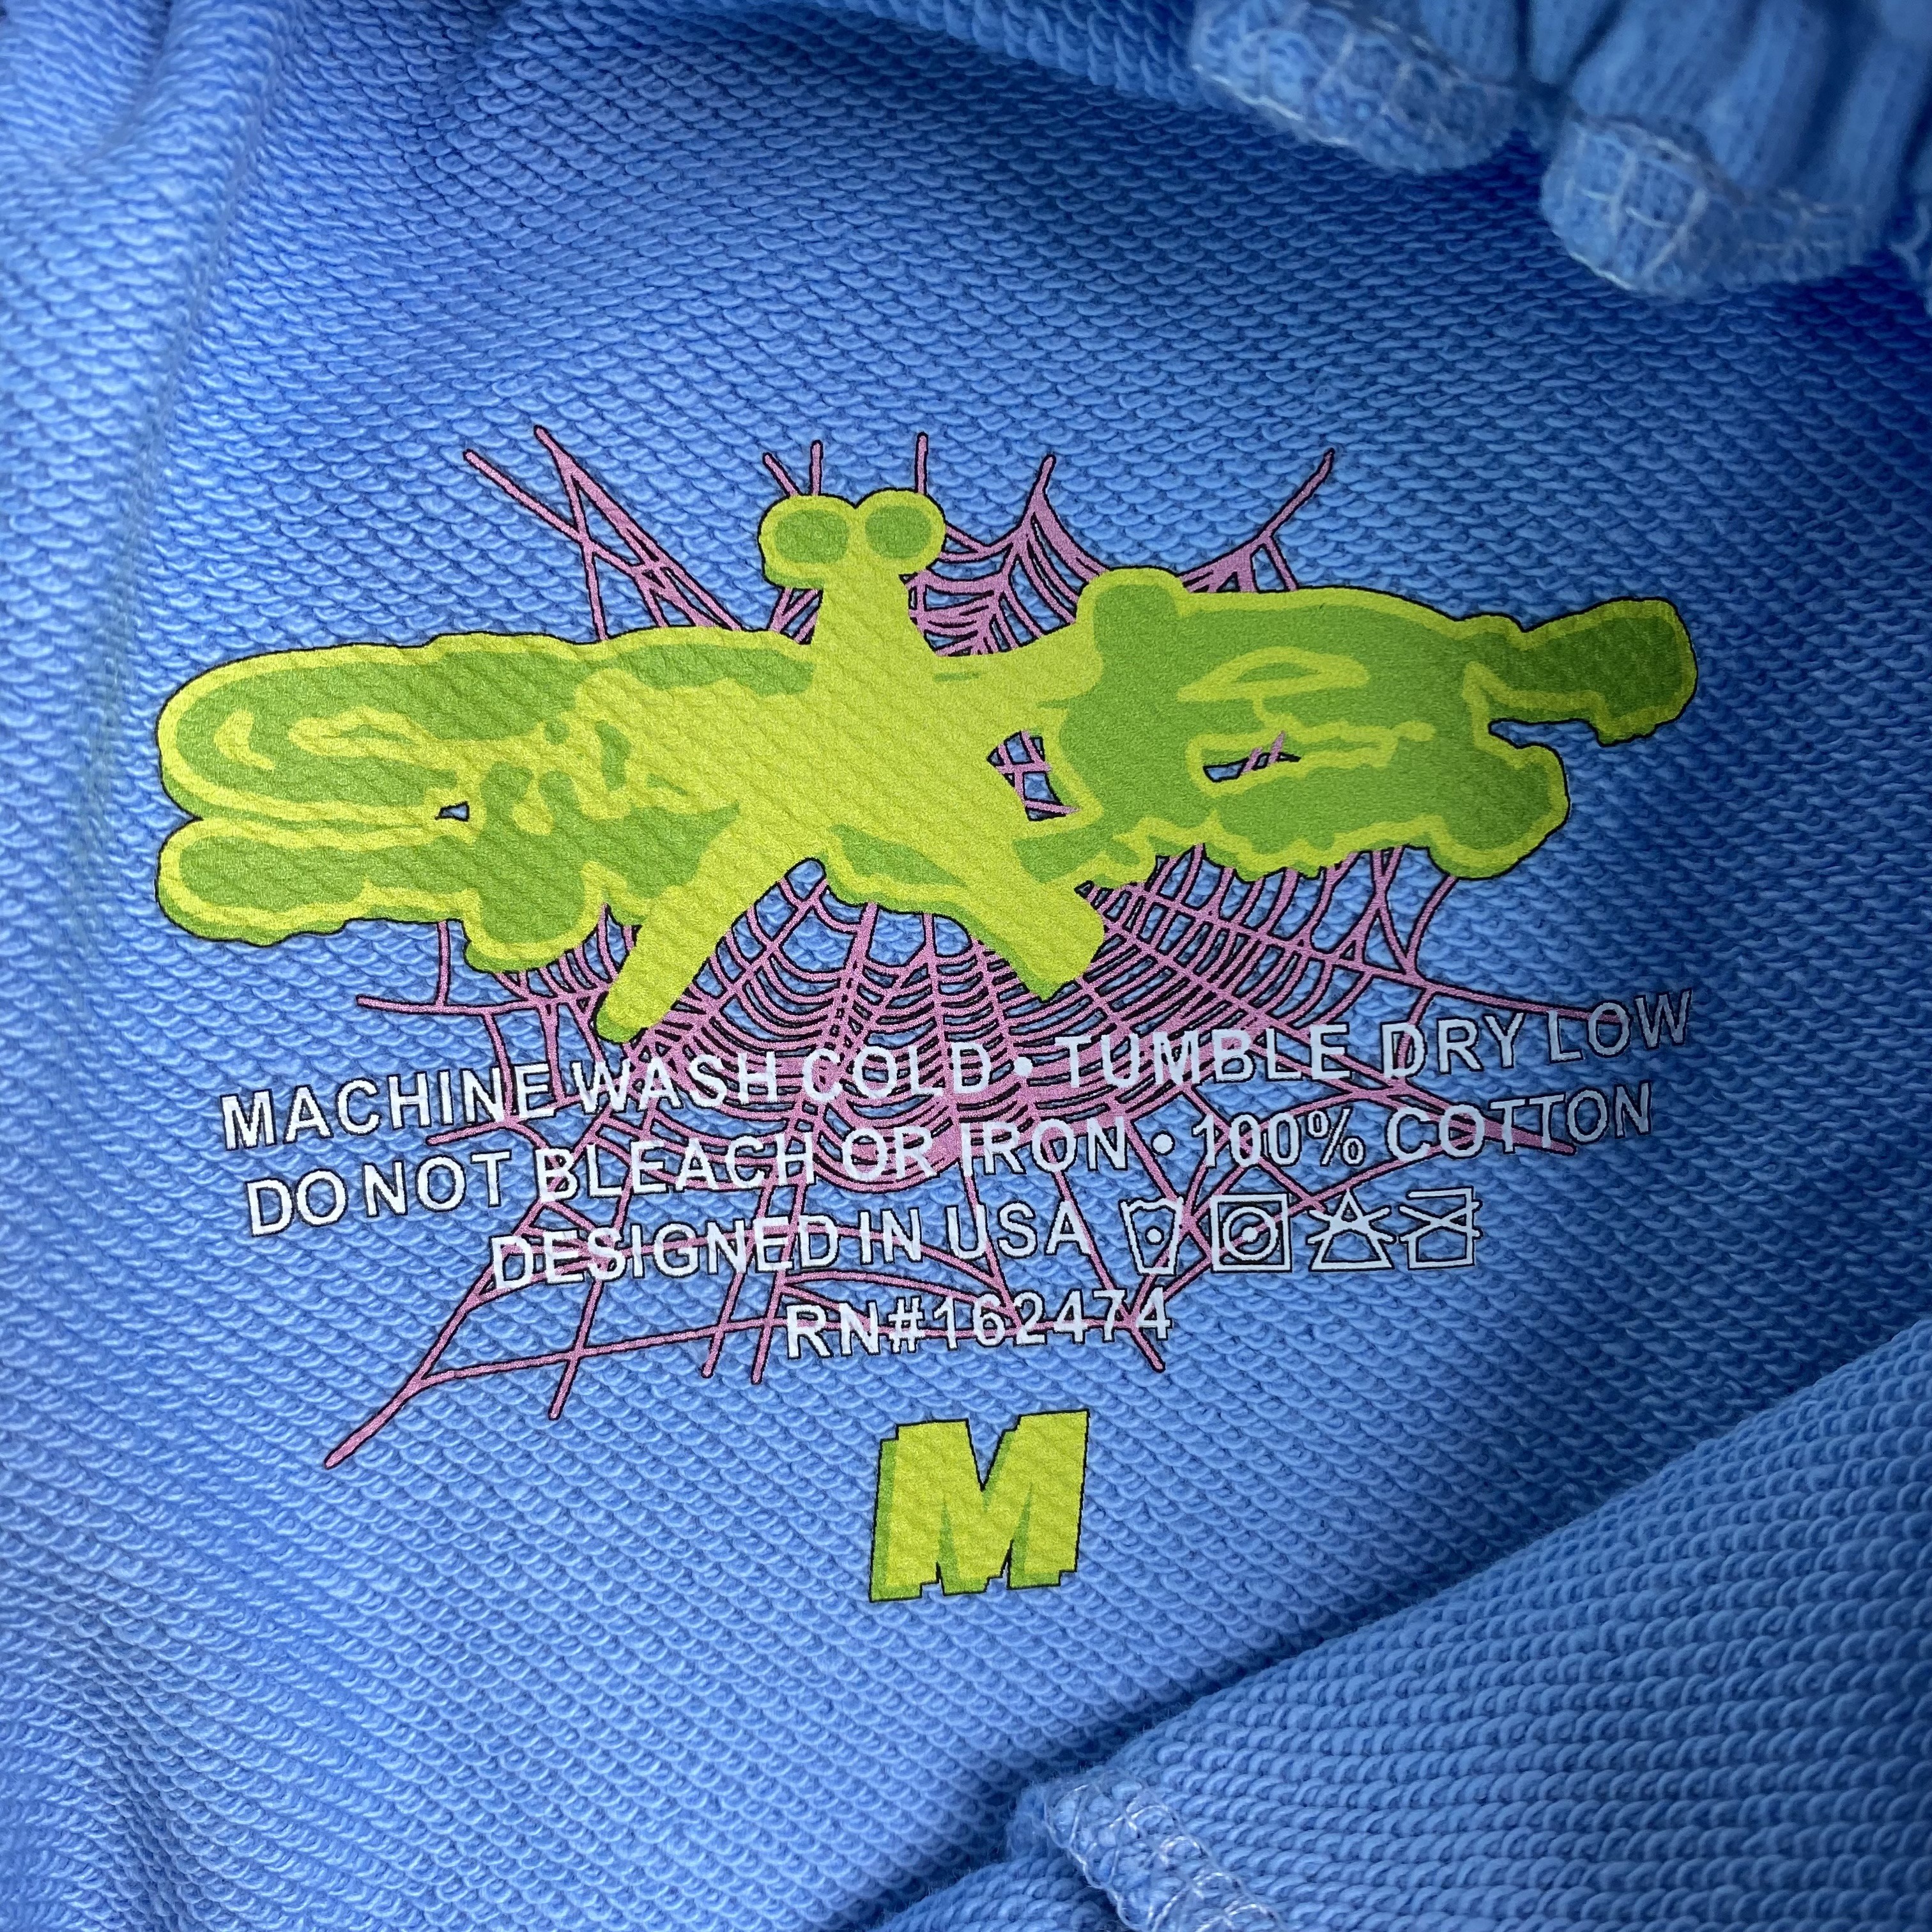 MACHINE WASH COLD • TUMBLE DRY LOW
DO NOT BLEACH OR IRON • 100% COTTON
DESIGNED IN USA
RN#162474
M